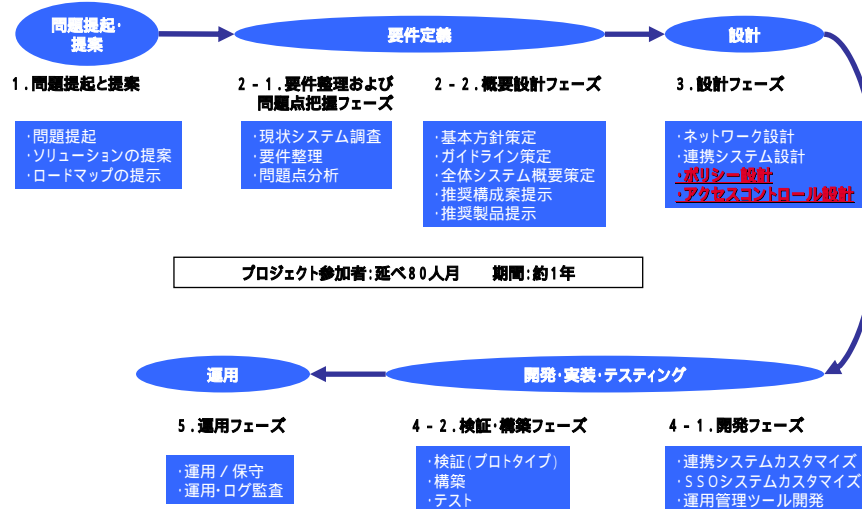 問題提起・
提案
要件定義
設計
1.問題提起と提案
2-1.要件整理および
問題点把握フェーズ
2-2.概要設計フェーズ
3.設計フェーズ
・問題提起
・ソリューションの提案
・ロードマップの提示
・現状システム調査
・要件整理
・問題点分析
・基本方針策定
・ガイドライン策定
・全体システム概要策定
・推奨構成案提示
・推奨製品提示
・ネットワーク設計
・連携システム設計
・ポリシー設計
・アクセスコントロール設計
プロジェクト参加者:延べ80人月 期間:約1年
運用
開発・実装・テスティング
5.運用フェーズ
4-2.検証・構築フェーズ
4-1.開発フェーズ
・運用/保守
・運用・ログ監査
・検証(プロトタイプ)
・構築
・テスト
・連携システムカスタマイズ
・SSOシステムカスタマイズ
・運用管理ツール開発